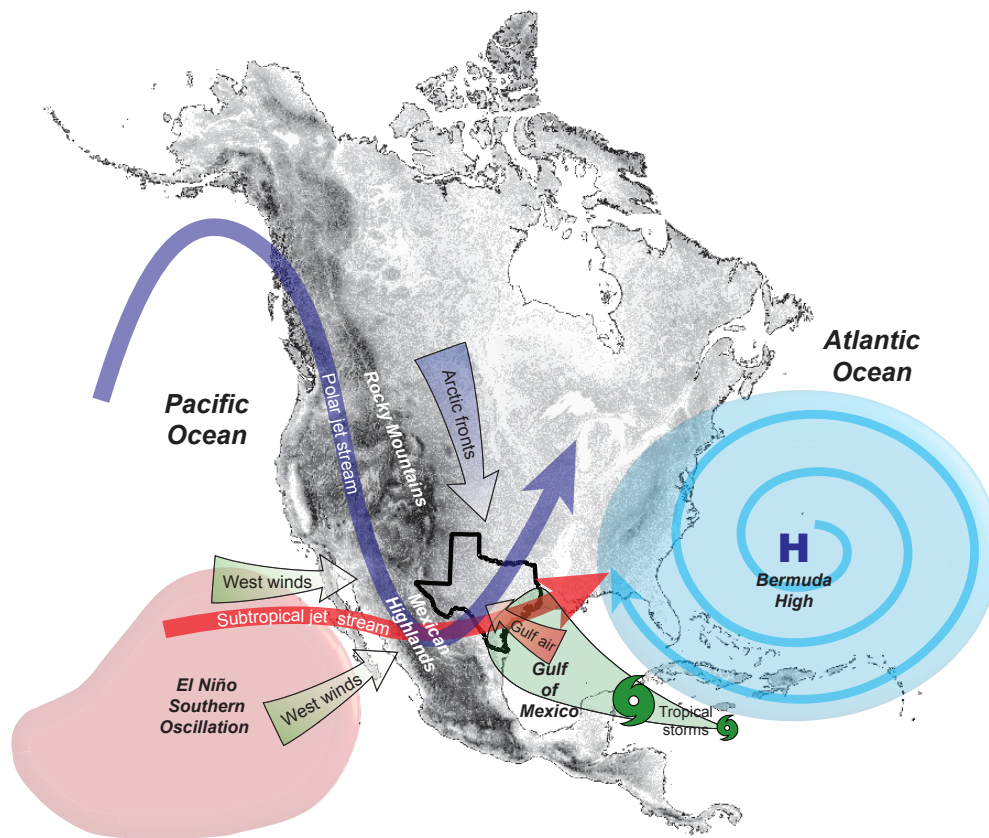 Atlantic
Ocean
Pacific
Ocean
Polar jet stream
Rocky Mountains
Arctic fronts
H
Bermuda
High
West winds
Subtropical jet stream
Mexican
Highlands
Gulf air
Gulf
of
Mexico
El Niño
Southern
Oscillation
West winds
Tropical
storms